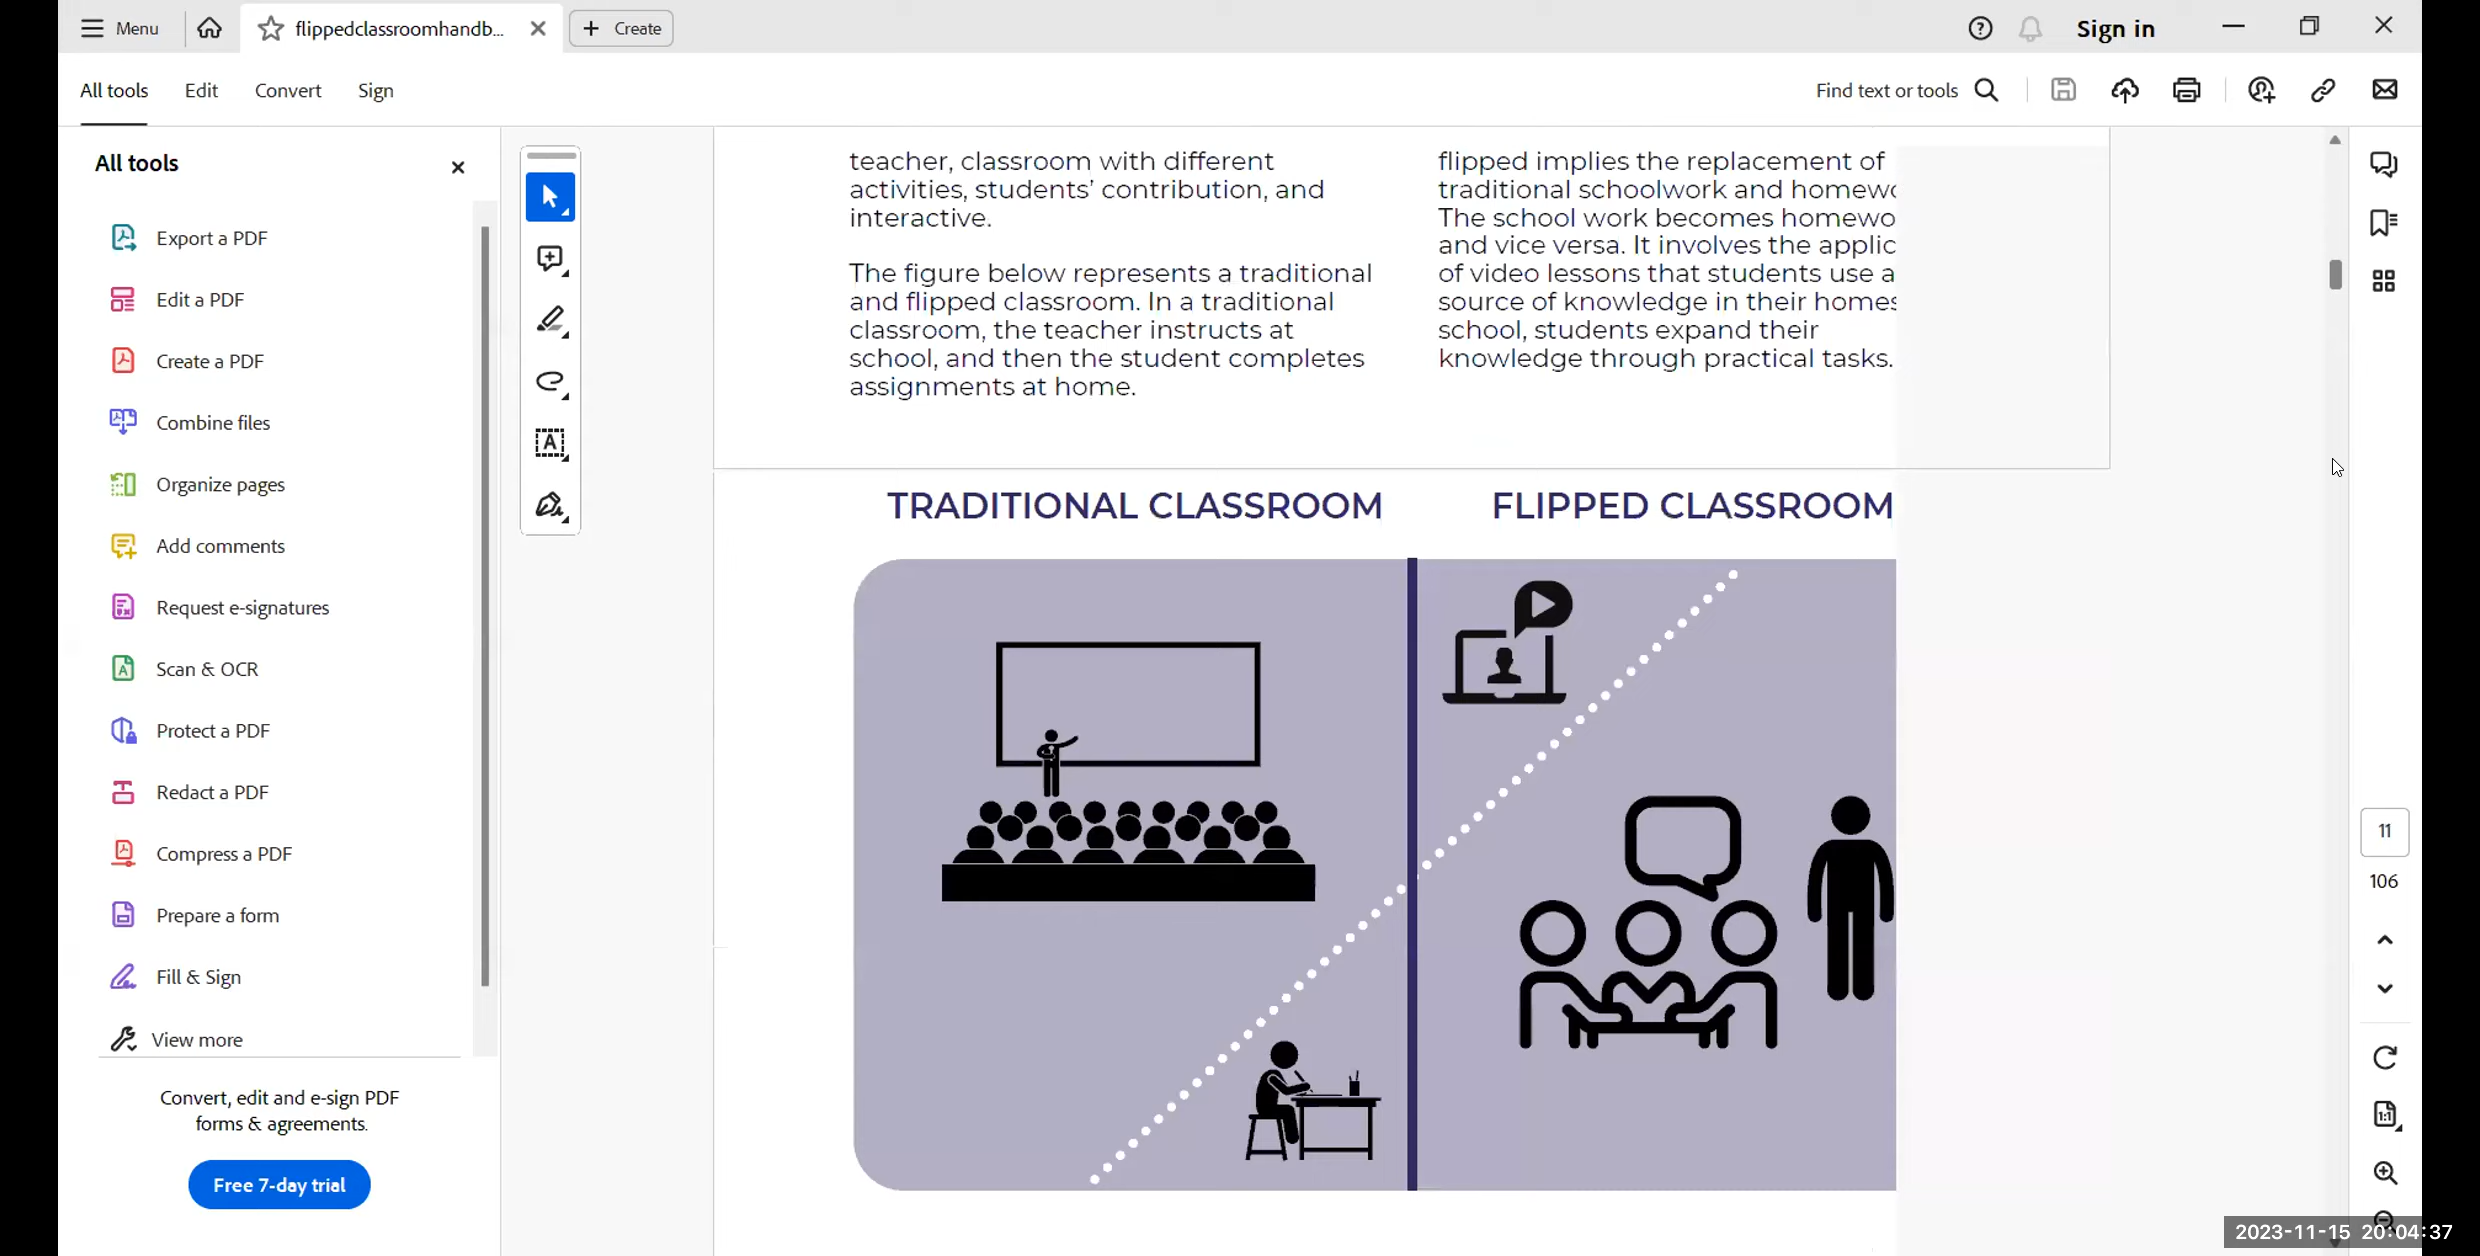 Menu
flippedclassroomhandb...
Create
Sign in
All tools
Edit
Convert
Sign
Find text or tools
All tools
Export a PDF
Edit a PDF
Create a PDF
Combine files
Organize pages
Add comments
Request e-signatures
Scan & OCR
Protect a PDF
Redact a PDF
Compress a PDF
Prepare a form
Fill & Sign
View more
Convert, edit and e-sign PDF
forms & agreements.
Free 7-day trial
teacher, classroom with different
activities, students' contribution, and
interactive.
The figure below represents a traditional
and flipped classroom. In a traditional
classroom, the teacher instructs at
school, and then the student completes
assignments at home.
flipped implies the replacement of
traditional schoolwork and homewo
The school work becomes homewo
and vice versa. It involves the applic
of video lessons that students use a
source of knowledge in their homes
school, students expand their
knowledge through practical tasks.
TRADITIONAL CLASSROOM
FLIPPED CLASSROOM
11
106
2023-11-15 20:04:37